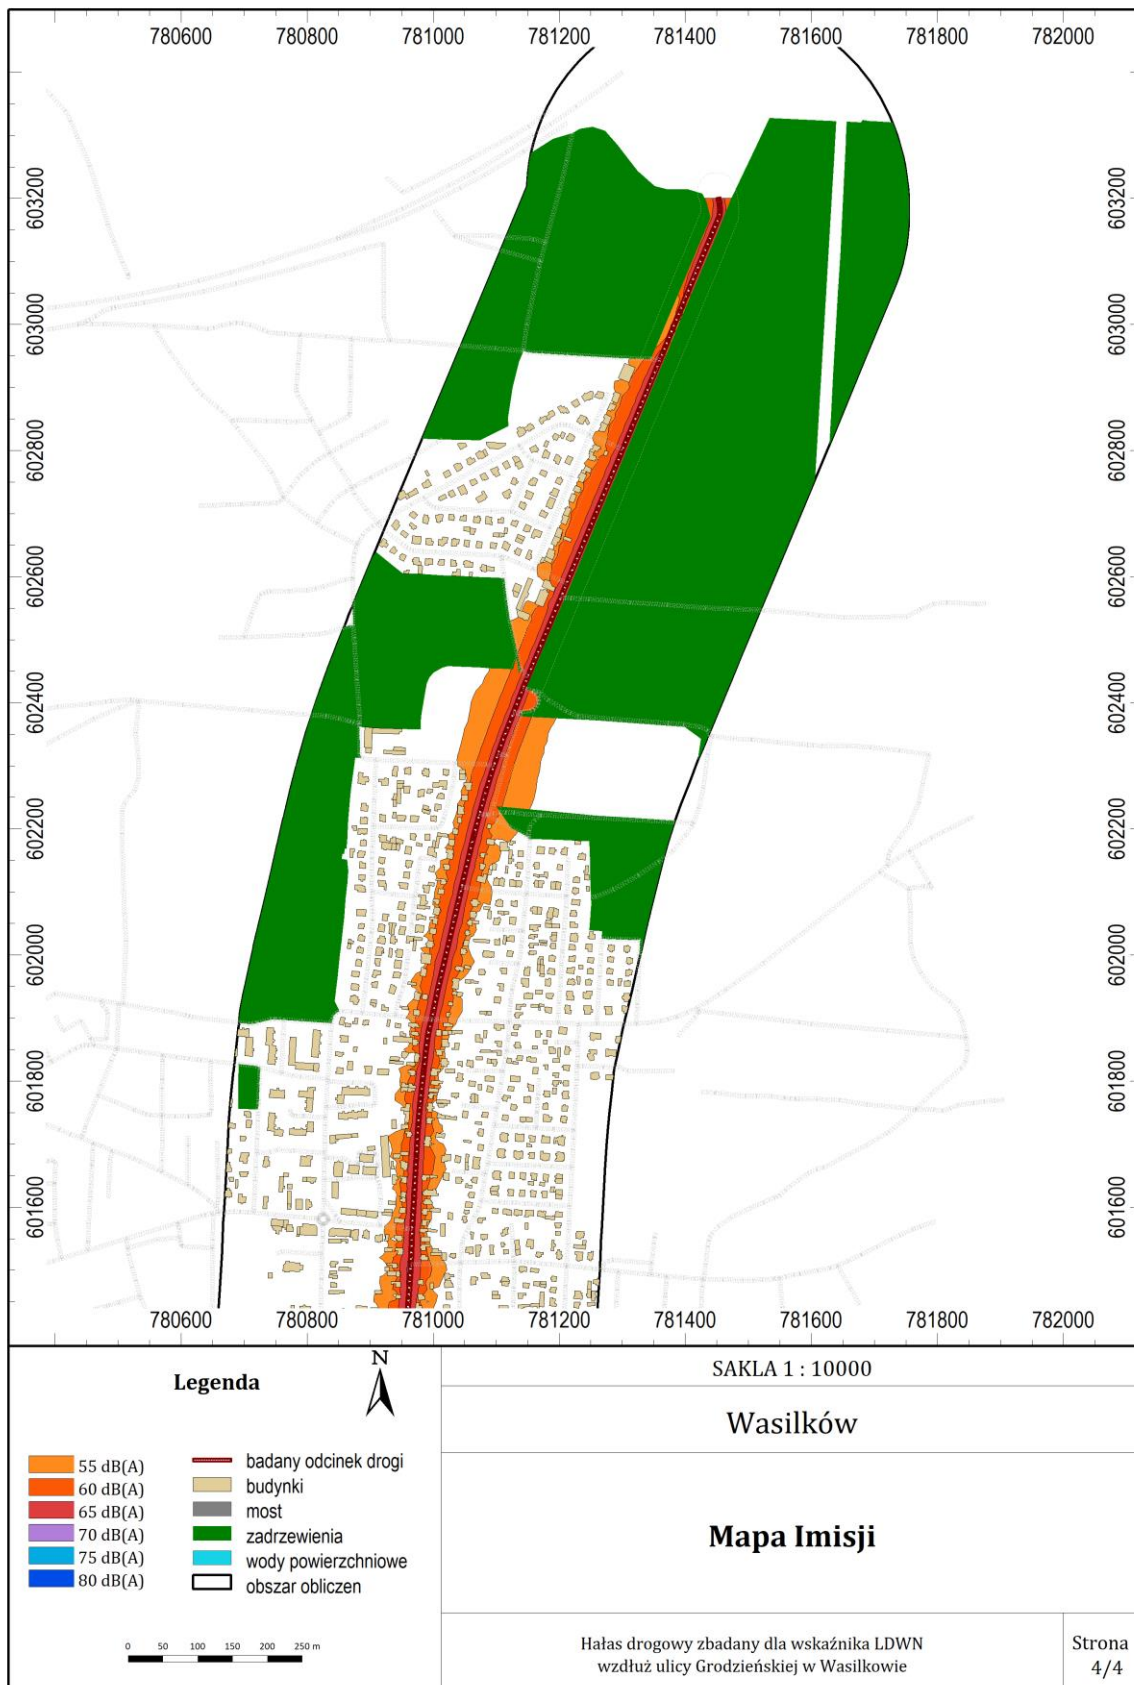 780600 780800 781000 781200 781400 781600 781800 782000
603200 603200
603000 603000
602800 602800
602600 602600
602400 602400
602200 602200
602000 602000
601800 601800
601600 601600
780600 780800 781000 781200 781400 781600 781800 782000
Legenda
N
55 dB(A)
60 dB(A)
65 dB(A)
70 dB(A)
75 dB(A)
80 dB(A)
badany odcinek drogi
budynki
most
zadrzewienia
wody powierzchniowe
obszar obliczen
0 50 100 150 200 250 m
SAKLA 1 : 10000
Wasilków
Mapa Imisji
Hałas drogowy zbadany dla wskaźnika LDWN
wzdłuż ulicy Grodzieńskiej w Wasilkowie
Strona
4/4